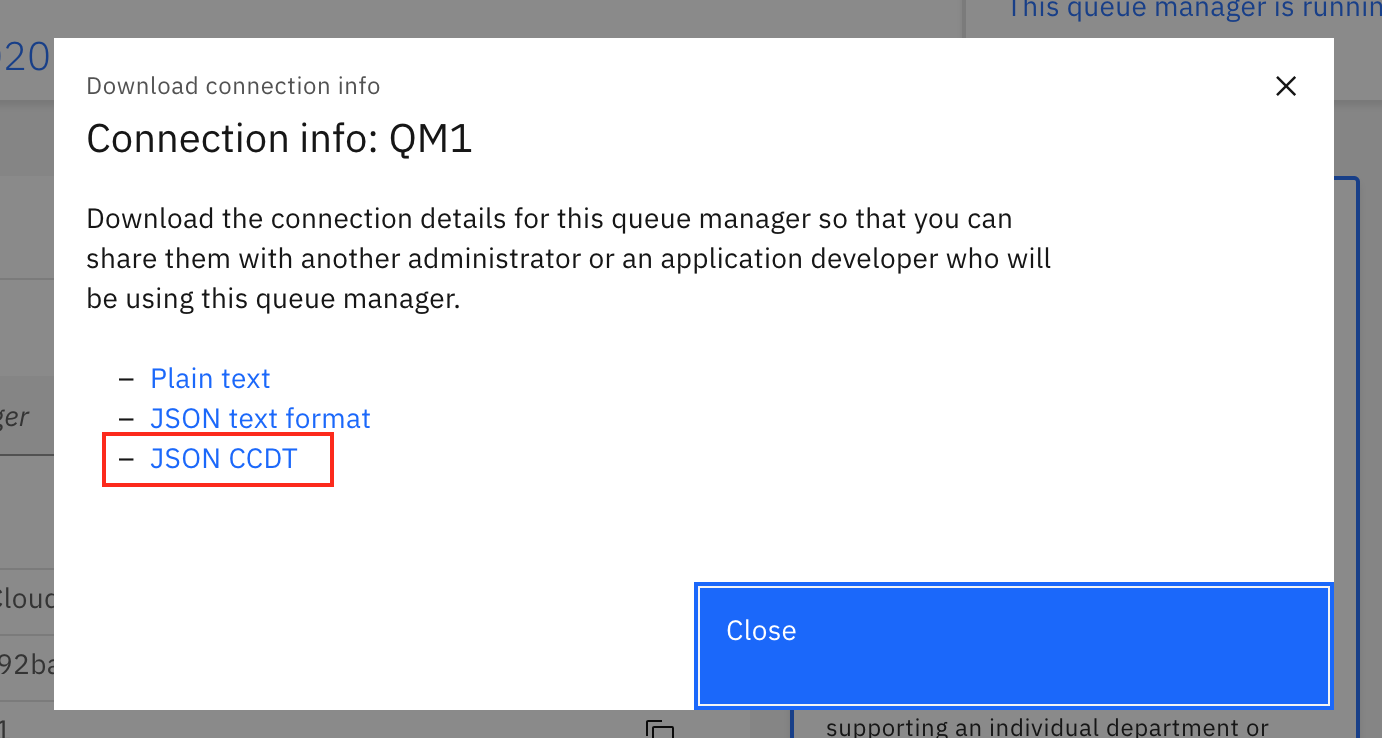 This queue manager is runnin
020
Download connection info
Connection info: QM1
Download the connection details for this queue manager so that you can
share them with another administrator or an application developer who will
be using this queue manager.
– Plain text
– JSON text format
– JSON CCDT
ger
Cloud
92ba
Close
1
supporting an individual department or